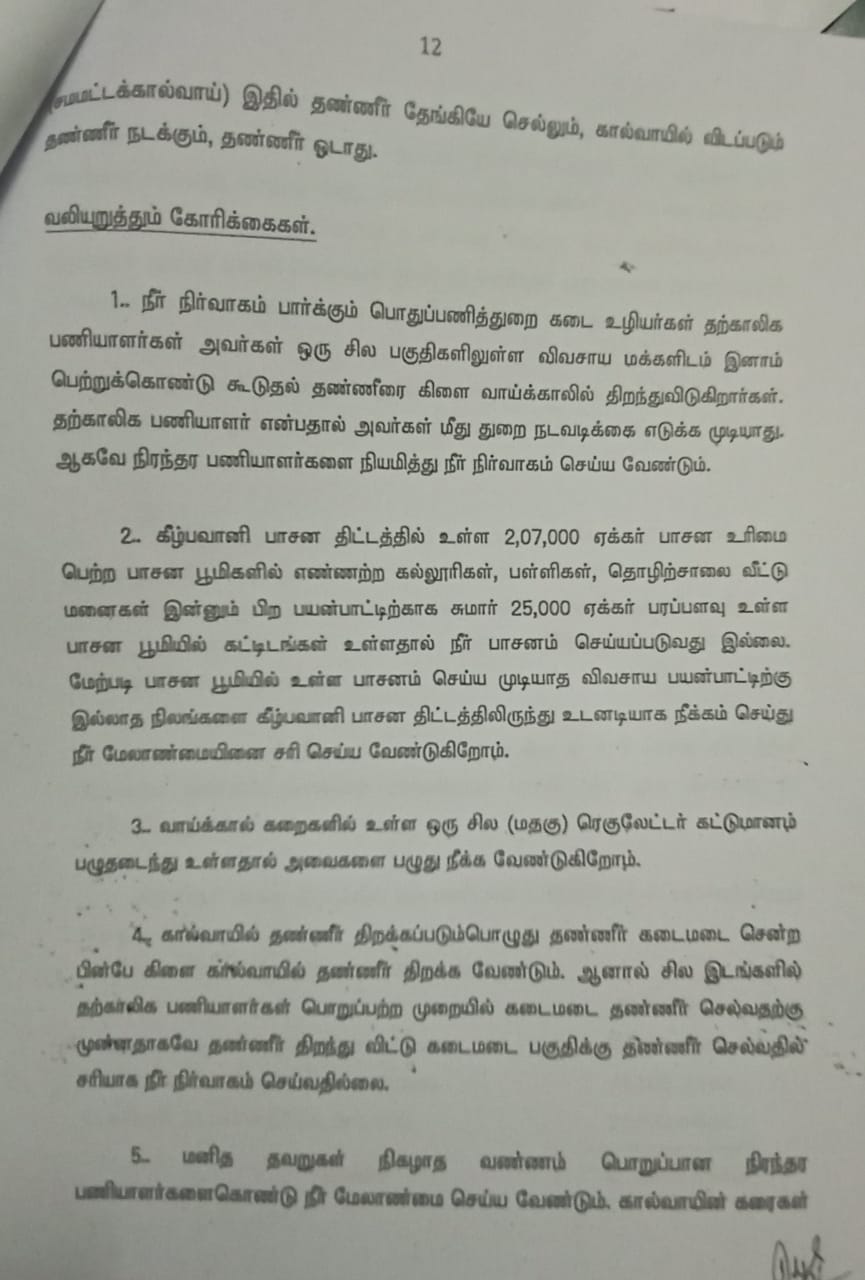 12
(சமமட்டக்கால்வாய்) இதில் தண்ணீர் தேங்கியே செல்லும், கால்வாயில் விடப்படும்
தண்ணீர் நடக்கும், தண்ணீர் ஓடாது.
வலியுறுத்தும் கோரிக்கைகள்.
1.. நீர் நிர்வாகம் பார்க்கும் பொதுப்பணித்துறை கடை உழியர்கள் தற்காலிக
பணியாளர்கள் அவர்கள் ஒரு சில பகுதிகளிலுள்ள விவசாய மக்களிடம் இனாம்
பெற்றுக்கொண்டு கூடுதல் தண்ணீரை கிளை வாய்க்காலில் திறந்துவிடுகிறார்கள்.
தற்காலிக பணியாளர் என்பதால் அவர்கள் மீது துறை நடவடிக்கை எடுக்க முடியாது.
ஆகவே நிரந்தர பணியாளர்களை நியமித்து நீர் நிர்வாகம் செய்ய வேண்டும்.
2.. கீழ்பவானி பாசன திட்டத்தில் உள்ள 2,07,000 ஏக்கர் பாசன உரிமை
பெற்ற பாசன பூமிகளில் எண்ணற்ற கல்லூரிகள், பள்ளிகள், தொழிற்சாலை வீட்டு
மனைகள் இன்னும் பிற பயன்பாட்டிற்காக சுமார் 25,000 ஏக்கர் பரப்பளவு உள்ள
பாசன பூமியில் கட்டிடங்கள் உள்ளதால் நீர் பாசனம் செய்யப்படுவது இல்லை.
மேற்படி பாசன பூமியில் உள்ள பாசனம் செய்ய முடியாத விவசாய பயன்பாட்டிற்கு
இல்லாத நிலங்களை கீழ்பவானி பாசன திட்டத்திலிருந்து உடனடியாக நீக்கம் செய்து
நீர் மேலாண்மையினை சரி செய்ய வேண்டுகிறோம்.
3.. வாய்க்கால் கறைகளில் உள்ள ஒரு சில (மதகு) ரெகுலேட்டர் கட்டுமானம்
பழுதடைந்து உள்ளதால் அவைகளை பழுது நீக்க வேண்டுகிறோம்.
4.. கால்வாயில் தண்ணீர் திறக்கப்படும்பொழுது தண்ணீர் கடைமடை சென்ற
பின்பே கிளை கால்வாயில் தண்ணீர் திறக்க வேண்டும். ஆனால் சில இடங்களில்
தற்காலிக பணியாளர்கள் பொறுப்பற்ற முறையில் கடைமடை தண்ணீர் செல்வதற்கு
முன்னதாகவே தண்ணீர் திறந்து விட்டு கடைமடை பகுதிக்கு தண்ணீர் செல்வதில்
சரியாக நீர் நிர்வாகம் செய்வதில்லை.
5.. மனித தவறுகள் நிகழாத வண்ணம் பொறுப்பான நிரந்தர
பணியாளர்களைகொண்டு நீர் மேலாண்மை செய்ய வேண்டும். கால்வாயின் கரைகள்